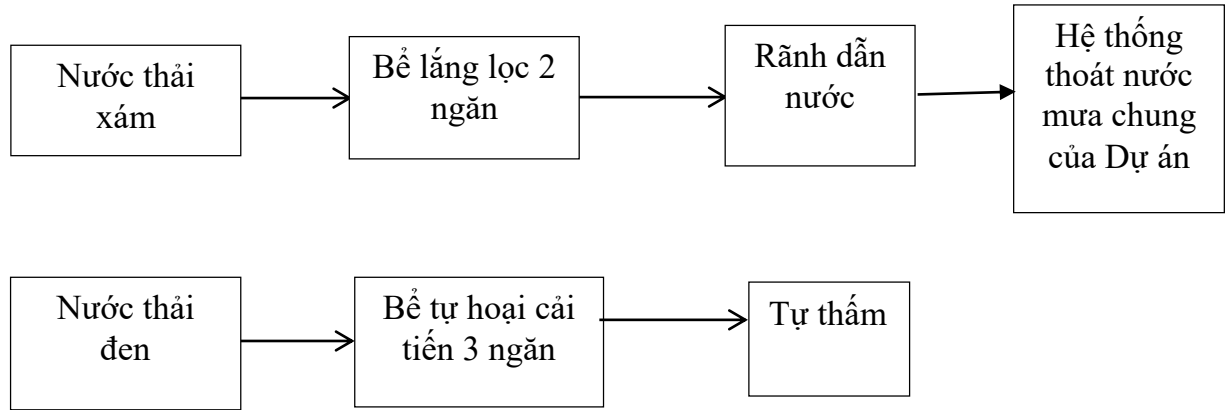 Nước thải
xám
Bể lắng lọc 2
ngăn
Rãnh dẫn
nước
Hệ thống
thoát nước
mưa chung
của Dự án
Nước thải
đen
Bể tự hoại cải
tiến 3 ngăn
Tự thấm